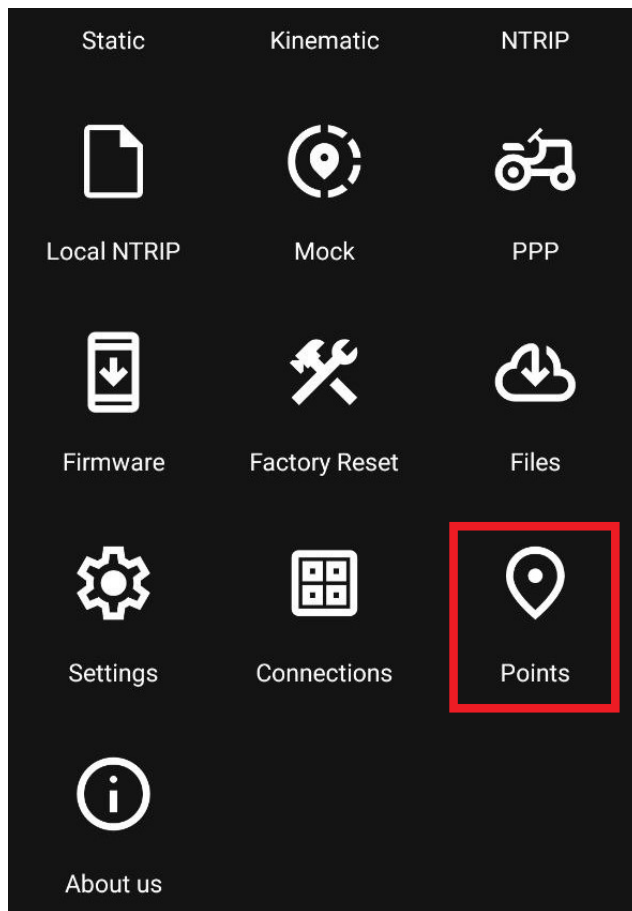 Static Kinematic NTRIP
Local NTRIP Mock PPP
Firmware Factory Reset Files
Settings Connections Points
About us